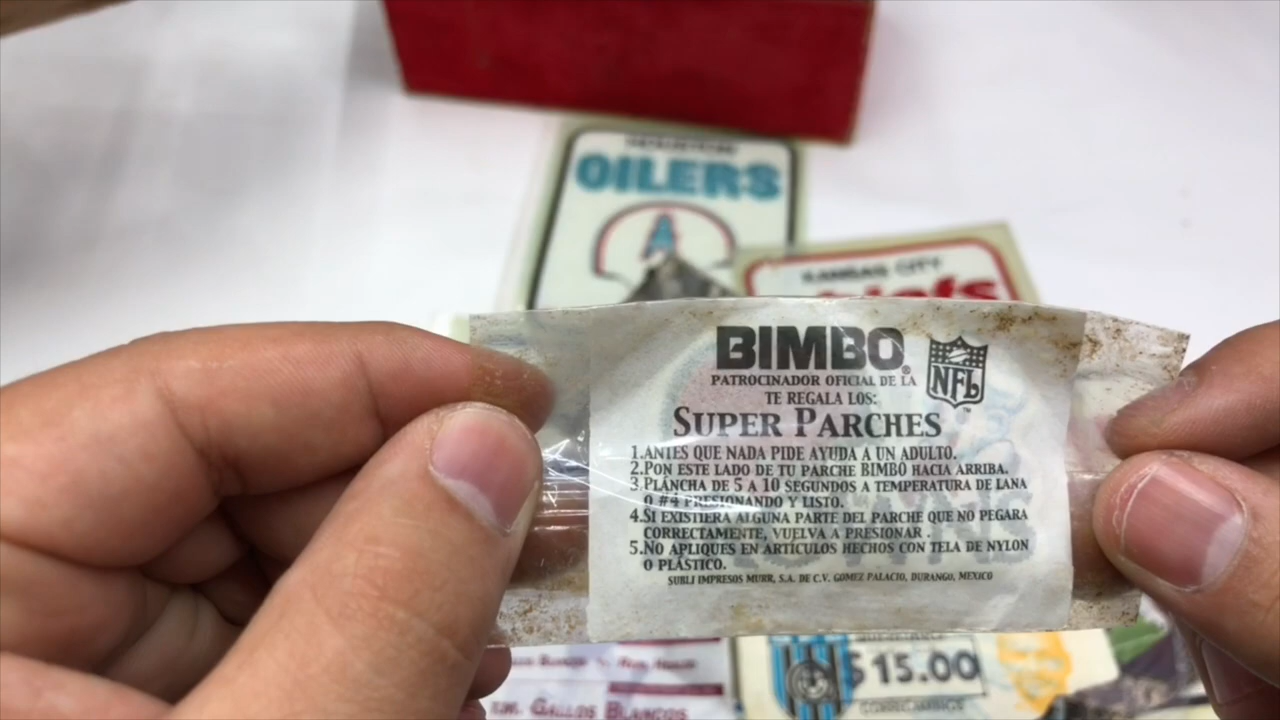 OILERS
KANSAS CITY
Chiefs
BIMBO®
NFL
PATROCINADOR OFICIAL DE LA
TE REGALA LOS:
SUPER PARCHES
1.ANTES QUE NADA PIDE AYUDA A UN ADULTO.
2.PON ESTE LADO DE TU PARCHE BIMBO HACIA ARRIBA.
3.PLÁNCHA DE 5 A 10 SEGUNDOS A TEMPERATURA DE LANA
O #4 PRESIONANDO Y LISTO.
4.SI EXISTIERA ALGUNA PARTE DEL PARCHE QUE NO PEGARA
CORRECTAMENTE, VUELVA A PRESIONAR .
5.NO APLIQUES EN ARTÍCULOS HECHOS CON TELA DE NYLON
O PLÁSTICO.
SUBLI IMPRESOS MURR, S.A. DE C.V. GOMEZ PALACIO, DURANGO, MEXICO
$15.00
GALLOS BLANCOS